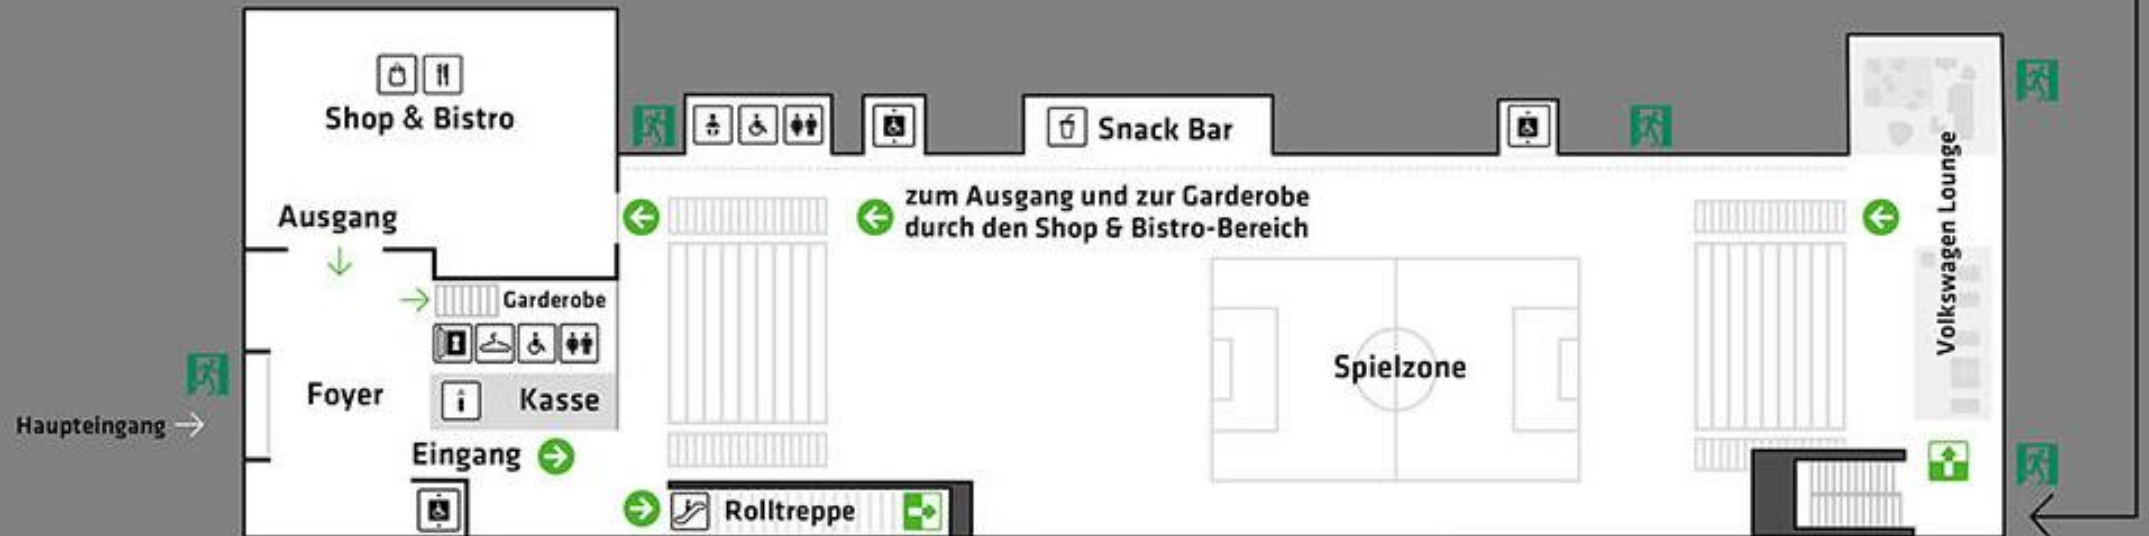 Shop & Bistro
Snack Bar
zum Ausgang und zur Garderobe
durch den Shop & Bistro-Bereich
Ausgang
Garderobe
Volkswagen Lounge
Spielzone
Foyer
Kasse
Haupteingang
Eingang
Rolltreppe